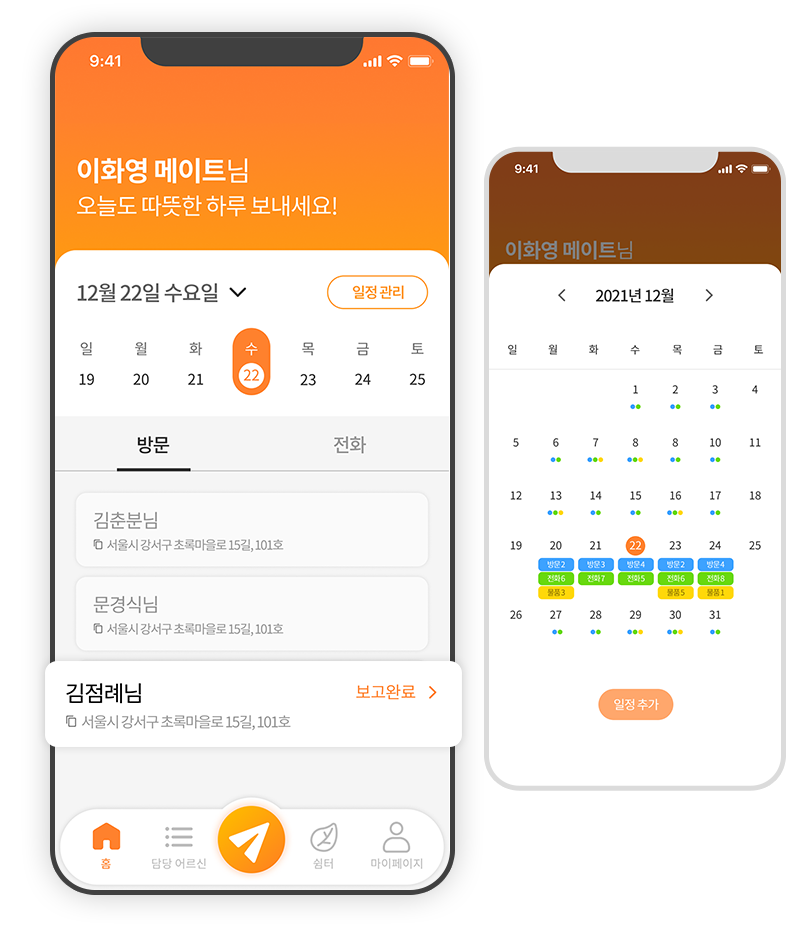 9:41
이화영 메이트님
오늘도 따뜻한 하루 보내세요!
12월 22일 수요일
일정 관리
일 월 화 수 목 금 토
19 20 21 22 23 24 25
방문 전화
김춘분님
서울시 강서구 초록마을로 15길, 101호
문경식님
서울시 강서구 초록마을로 15길, 101호
김점례님
보고완료
서울시 강서구 초록마을로 15길, 101호
홈 담당 어르신 쉼터 마이페이지
9:41
이화영 메이트님
2021년 12월
일 월 화 수 목 금 토
1 2 3 4
5 6 7 8 8 10 11
12 13 14 15 16 17 18
19 20 21 22 23 24 25
방문2 방문3 방문4 방문2 방문4
전화6 전화7 전화5 전화6 전화8
물품3 물품5 물품1
26 27 28 29 30 31
일정 추가